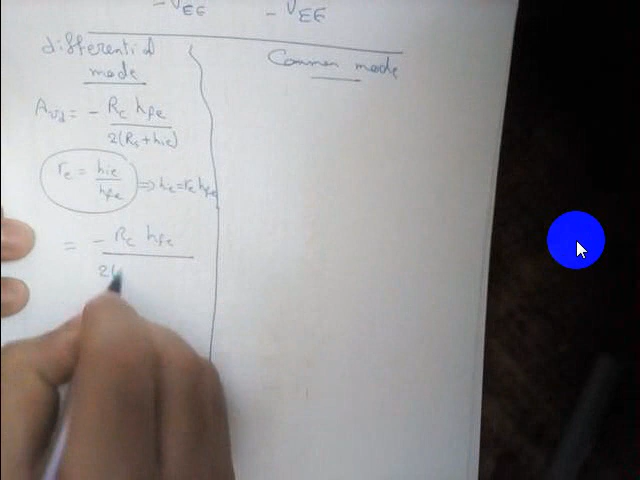 -VEE -VEE
differential
mode
Avd = - Rc hfe / 2(Rs + hie)
re = hie / hfe ⇒ hie = re hfe
= - Rc hfe / 2(
Common mode